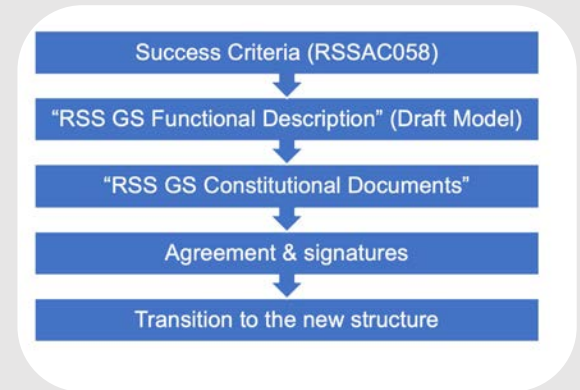 Success Criteria (RSSAC058)
“RSS GS Functional Description” (Draft Model)
“RSS GS Constitutional Documents”
Agreement & signatures
Transition to the new structure